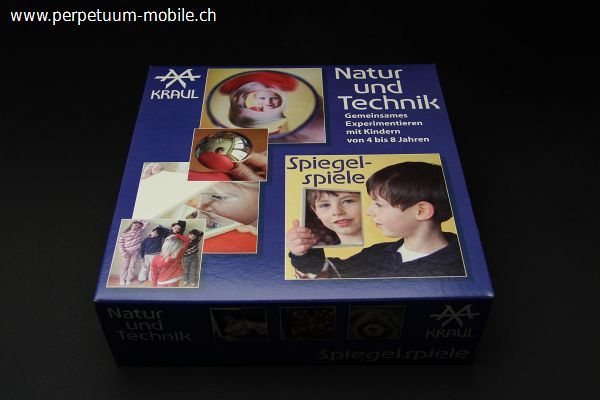 www.perpetuum-mobile.ch
KRAUL
Natur
und
Technik
Gemeinsames
Experimentieren
mit Kindern
von 4 bis 8 Jahren
Spiegel-
spiele
Natur
und
Technik
KRAUL
Spiegelspiele